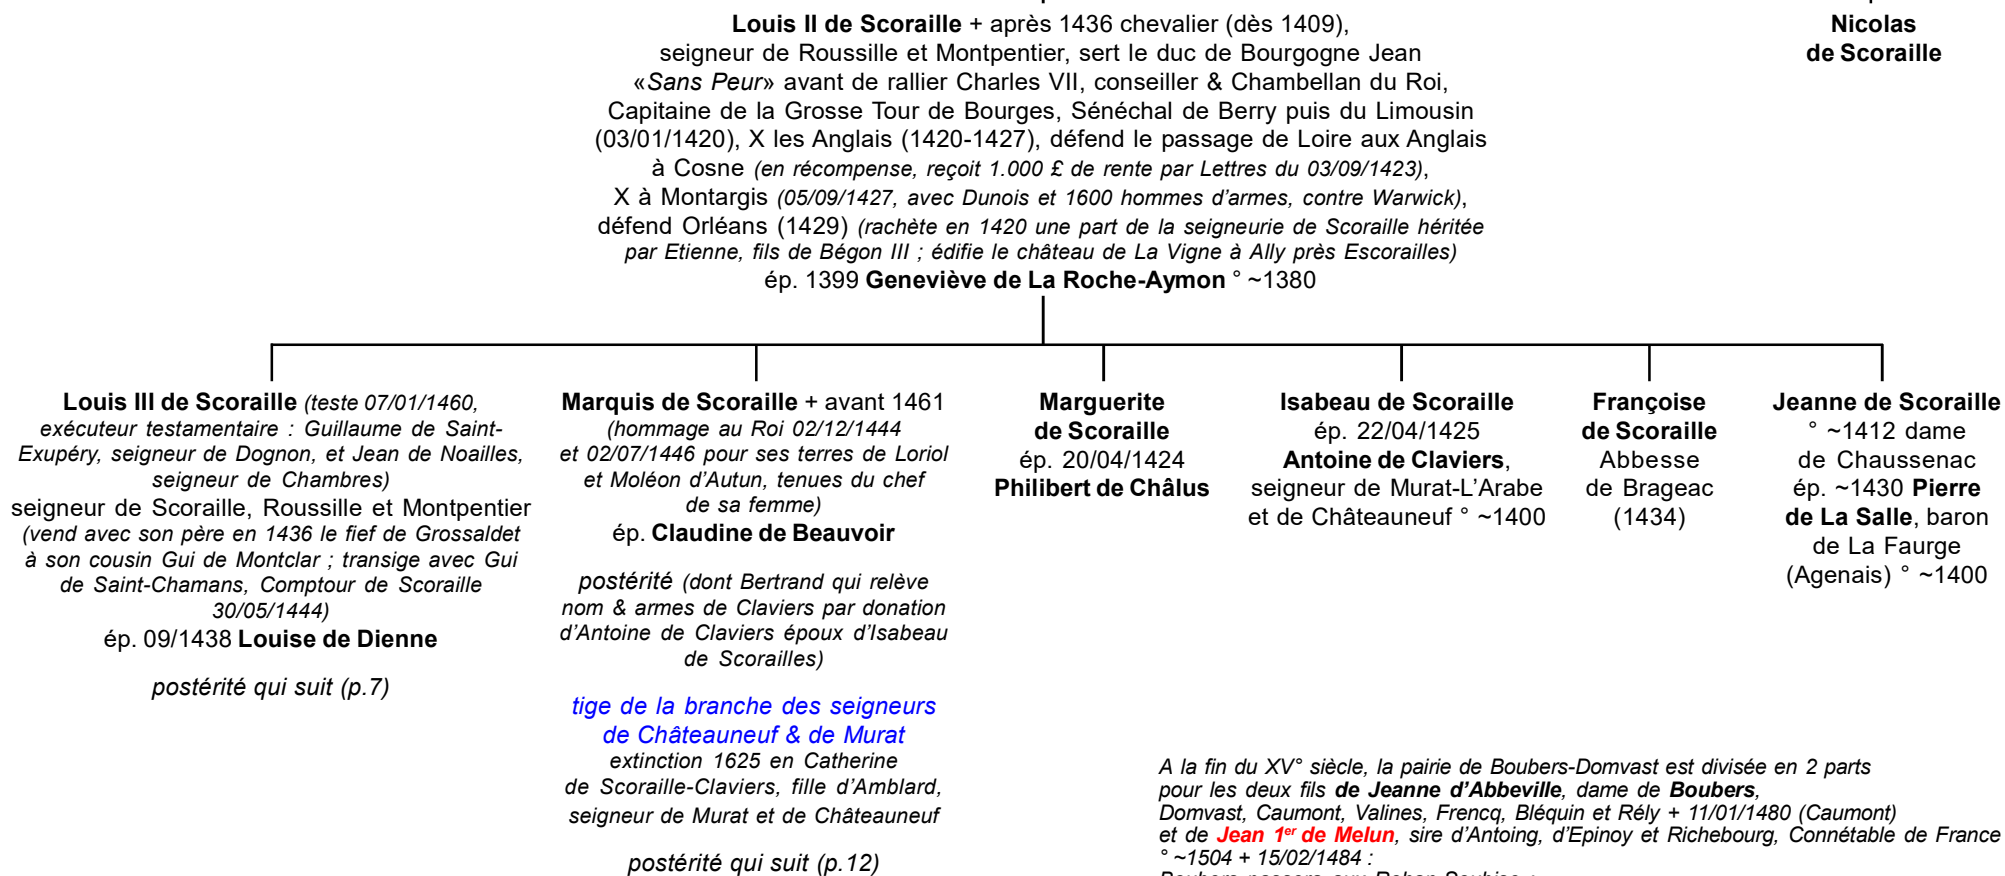 Louis II de Scoraille + après 1436 chevalier (dès 1409),
seigneur de Roussille et Montpentier, sert le duc de Bourgogne Jean
«Sans Peur» avant de rallier Charles VII, conseiller & Chambellan du Roi,
Capitaine de la Grosse Tour de Bourges, Sénéchal de Berry puis du Limousin
(03/01/1420), X les Anglais (1420-1427), défend le passage de Loire aux Anglais
à Cosne (en récompense, reçoit 1.000 £ de rente par Lettres du 03/09/1423),
X à Montargis (05/09/1427, avec Dunois et 1600 hommes d'armes, contre Warwick),
défend Orléans (1429) (rachète en 1420 une part de la seigneurie de Scoraille héritée
par Etienne, fils de Bégon III ; édifie le château de La Vigne à Ally près Escorailles)
ép. 1399 Geneviève de La Roche-Aymon ° ~1380
Nicolas
de Scoraille
Louis III de Scoraille (teste 07/01/1460,
exécuteur testamentaire : Guillaume de Saint-
Exupéry, seigneur de Dognon, et Jean de Noailles,
seigneur de Chambres)
seigneur de Scoraille, Roussille et Montpentier
(vend avec son père en 1436 le fief de Grossaldet
à son cousin Gui de Montclar ; transige avec Gui
de Saint-Chamans, Comptour de Scoraille
30/05/1444)
ép. 09/1438 Louise de Dienne
postérité qui suit (p.7)
Marquis de Scoraille + avant 1461
(hommage au Roi 02/12/1444
et 02/07/1446 pour ses terres de Loriol
et Moléon d'Autun, tenues du chef
de sa femme)
ép. Claudine de Beauvoir
postérité (dont Bertrand qui relève
nom & armes de Claviers par donation
d'Antoine de Claviers époux d'Isabeau
de Scorailles)
tige de la branche des seigneurs
de Châteauneuf & de Murat
extinction 1625 en Catherine
de Scoraille-Claviers, fille d'Amblard,
seigneur de Murat et de Châteauneuf
postérité qui suit (p.12)
Marguerite
de Scoraille
ép. 20/04/1424
Philibert de Châlus
Isabeau de Scoraille
ép. 22/04/1425
Antoine de Claviers,
seigneur de Murat-L'Arabe
et de Châteauneuf ° ~1400
Françoise
de Scoraille
Abbesse
de Brageac
(1434)
Jeanne de Scoraille
° ~1412 dame
de Chaussenac
ép. ~1430 Pierre
de La Salle, baron
de La Faurge
(Agenais) ° ~1400
A la fin du XV° siècle, la pairie de Boubers-Domvast est divisée en 2 parts
pour les deux fils de Jeanne d'Abbeville, dame de Boubers,
Domvast, Caumont, Valines, Frencq, Bléquin et Rély + 11/01/1480 (Caumont)
et de Jean 1er de Melun, sire d'Antoing, d'Epinoy et Richebourg, Connétable de France
° ~1504 + 15/02/1484 :